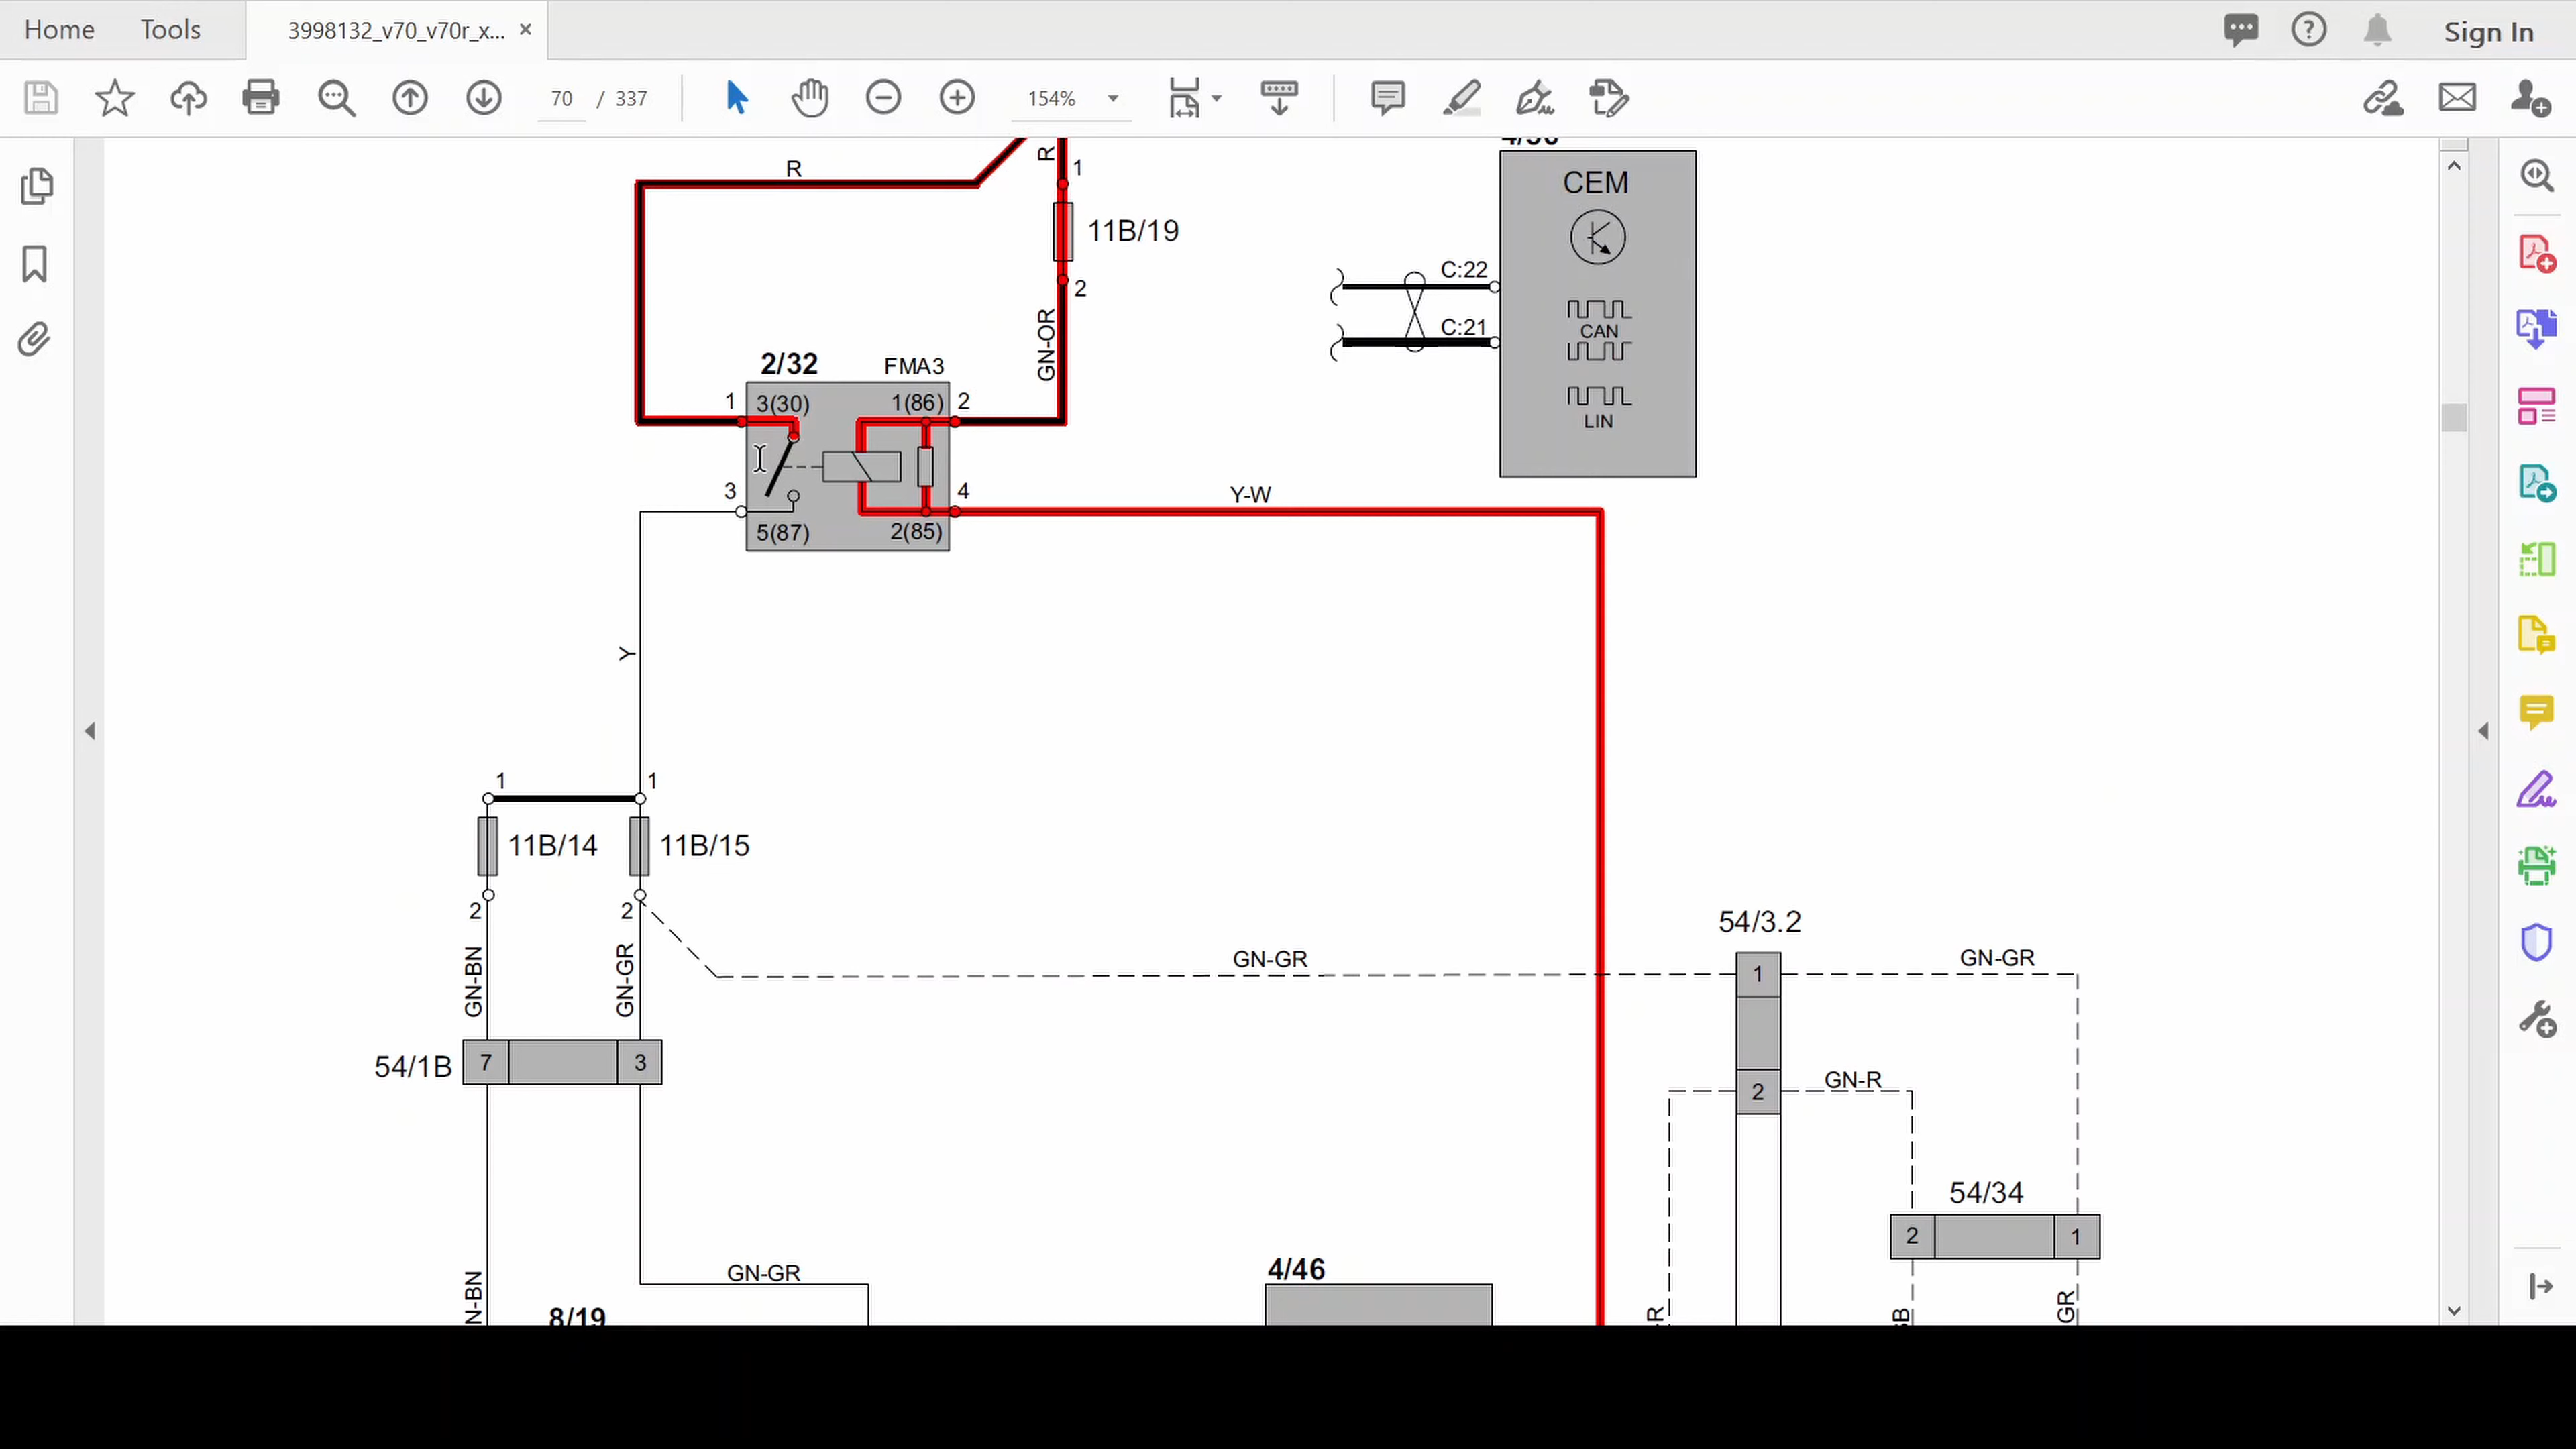 Home
Tools
3998132_v70_v70r_x...
Sign In
70 / 337
154%
R
R
1
CEM
11B/19
C:22
2
GN-OR
C:21
CAN
2/32
FMA3
LIN
1
3(30)
1(86)
2
3
4
Y-W
5(87)
2(85)
Y
1
1
11B/14
11B/15
2
2
54/3.2
GN-BN
GN-GR
GN-GR
GN-GR
1
54/1B
7
3
GN-R
2
54/34
2
1
4/46
GN-GR
N-BN
8/19
R
GR